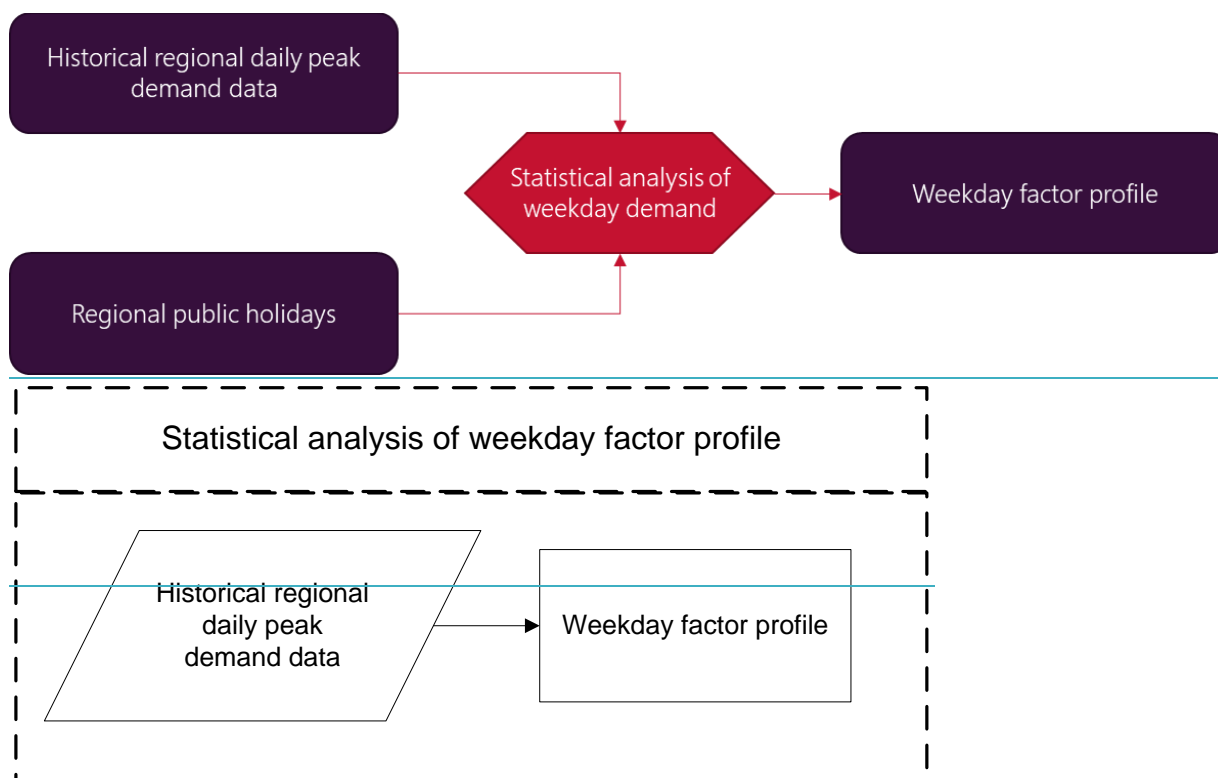 Historical regional daily peak
demand data
Statistical analysis of
weekday demand
Weekday factor profile
Regional public holidays
Statistical analysis of weekday factor profile
Historical regional
daily peak
demand data
Weekday factor profile